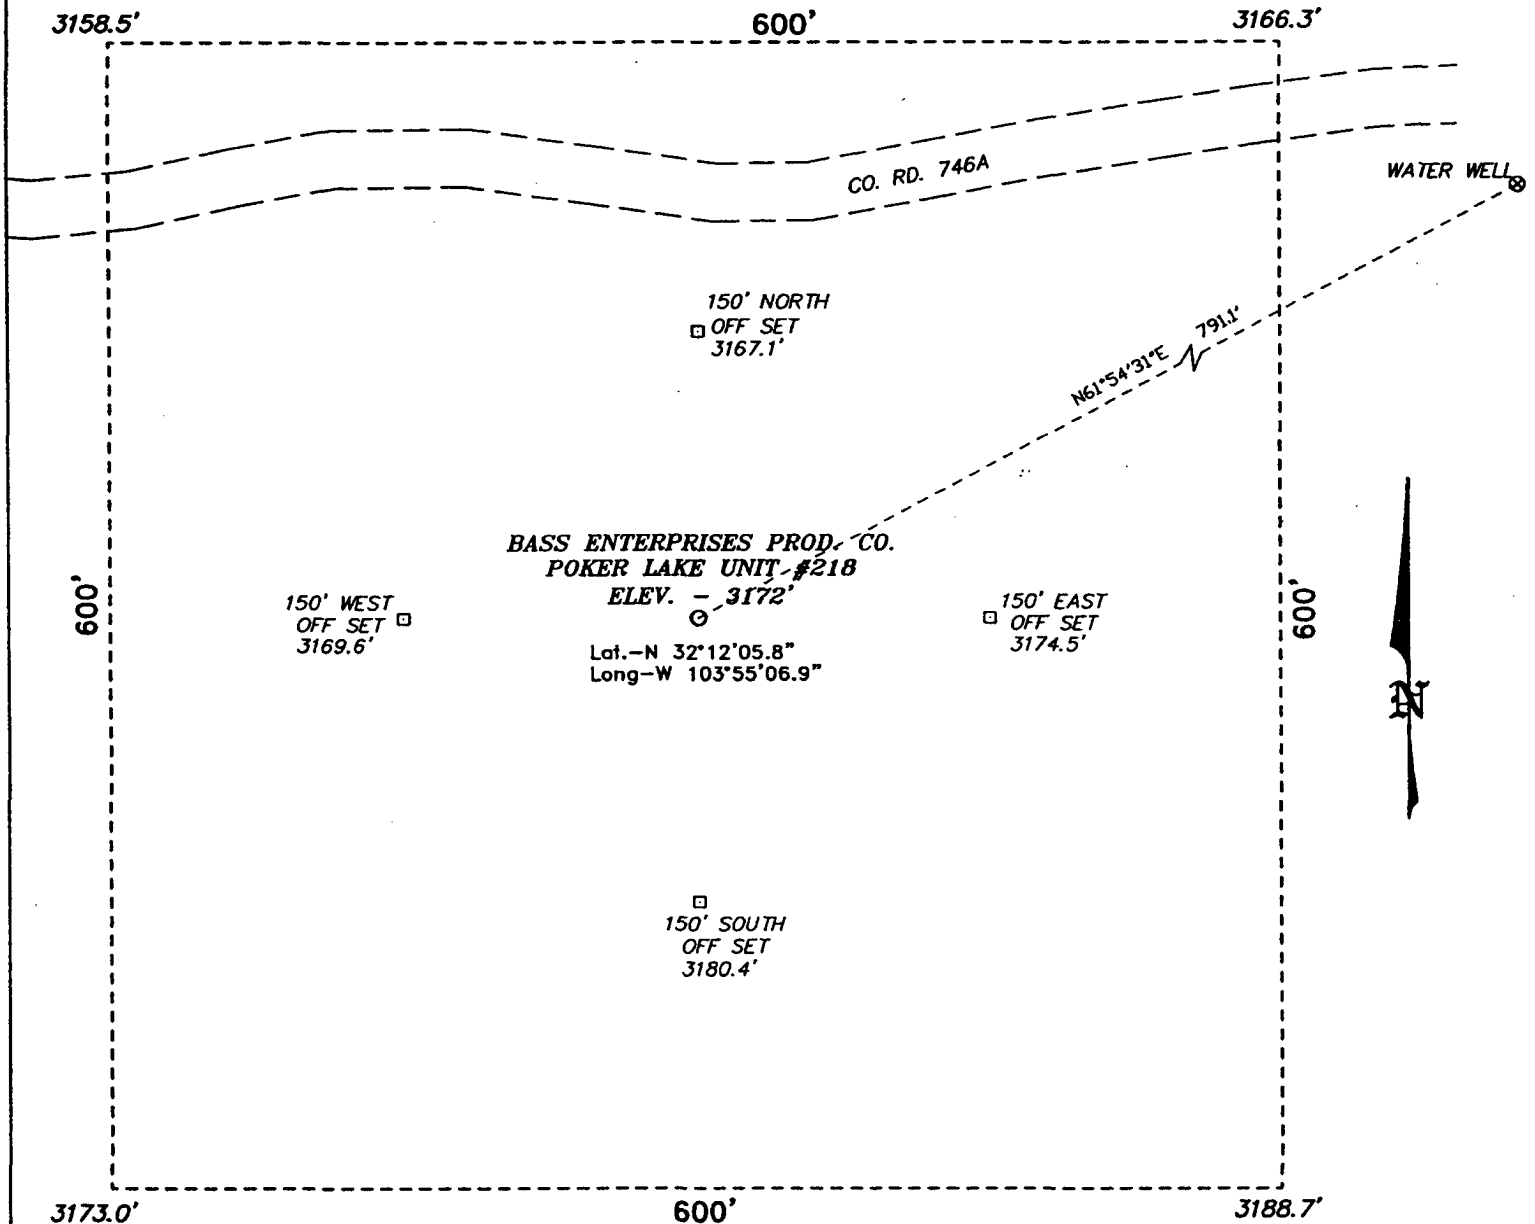 3158.5'
600'
3166.3'
CO. RD. 746A
WATER WELL
150' NORTH
OFF SET
3167.1'
N61°54'31"E 791.1'
BASS ENTERPRISES PROD. CO.
POKER LAKE UNIT #218
ELEV. - 3172'
Lat.-N 32°12'05.8"
Long-W 103°55'06.9"
600'
150' WEST
OFF SET
3169.6'
150' EAST
OFF SET
3174.5'
600'
N
150' SOUTH
OFF SET
3180.4'
3173.0'
600'
3188.7'